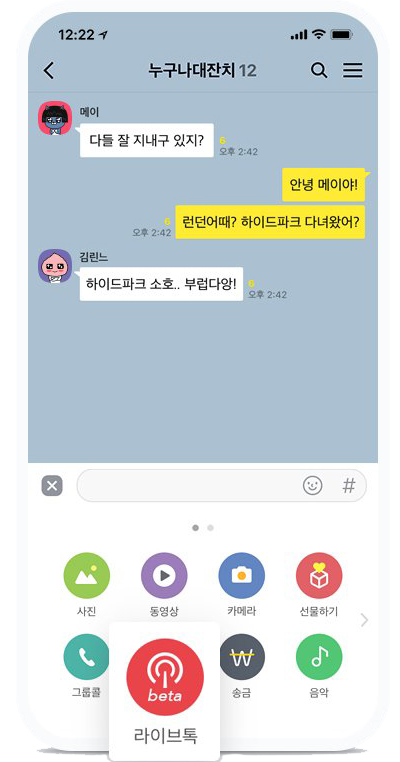 12:22
누구나대잔치 12
메이
다들 잘 지내구 있지?
6
오후 2:42
안녕 메이야!
런던어때? 하이드파크 다녀왔어?
6
오후 2:42
김린느
하이드파크 소호.. 부럽다앙!
6
오후 2:42
#
사진 동영상 카메라 선물하기
그룹콜 송금 음악
beta
라이브톡